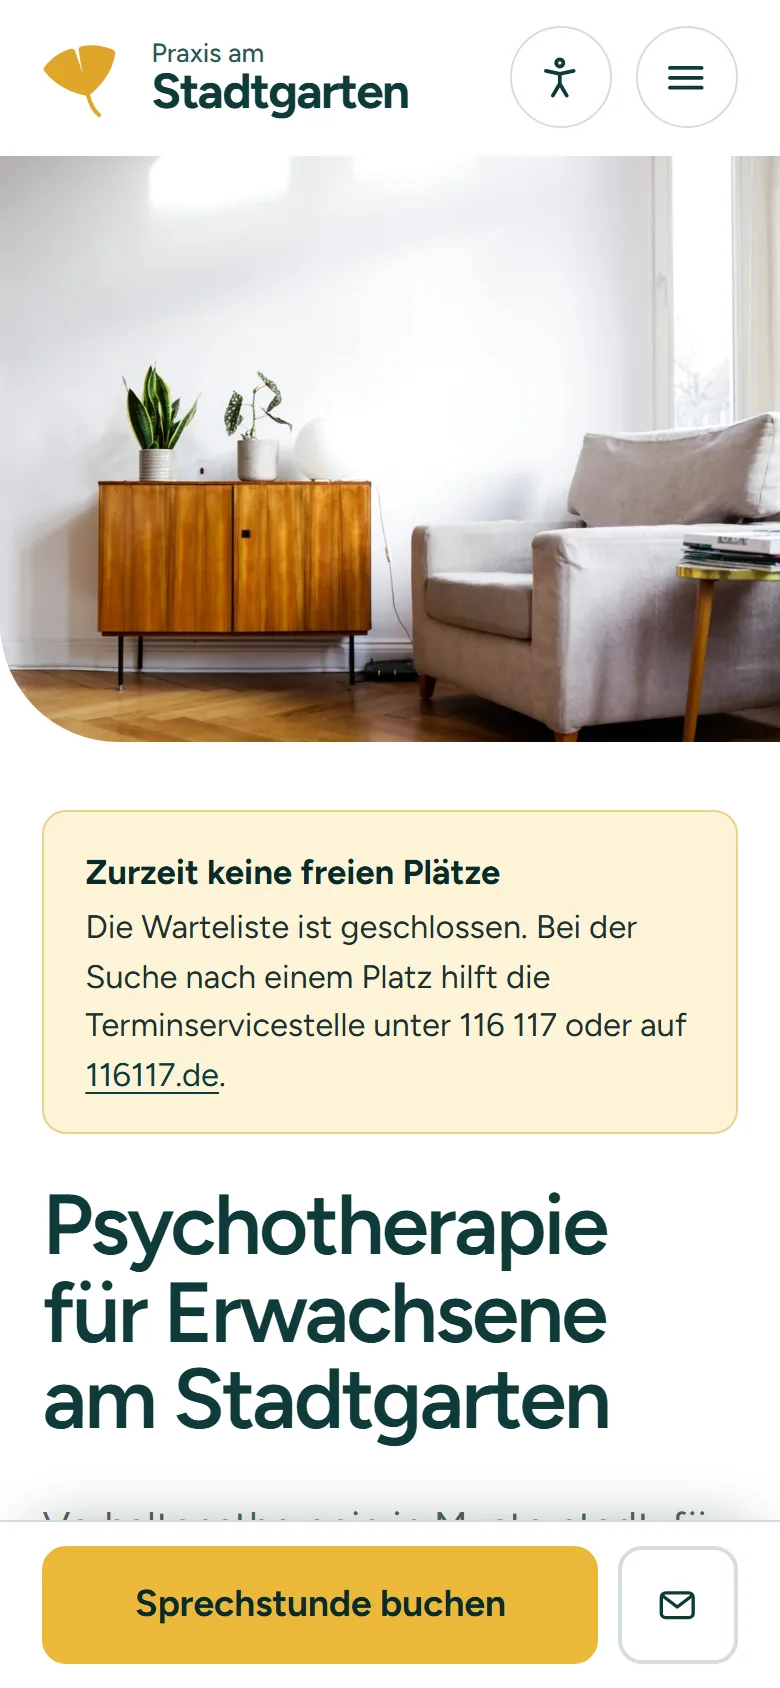 Praxis am
Stadtgarten
Zurzeit keine freien Plätze
Die Warteliste ist geschlossen. Bei der
Suche nach einem Platz hilft die
Terminservicestelle unter 116 117 oder auf
116117.de.
Psychotherapie
für Erwachsene
am Stadtgarten
Sprechstunde buchen